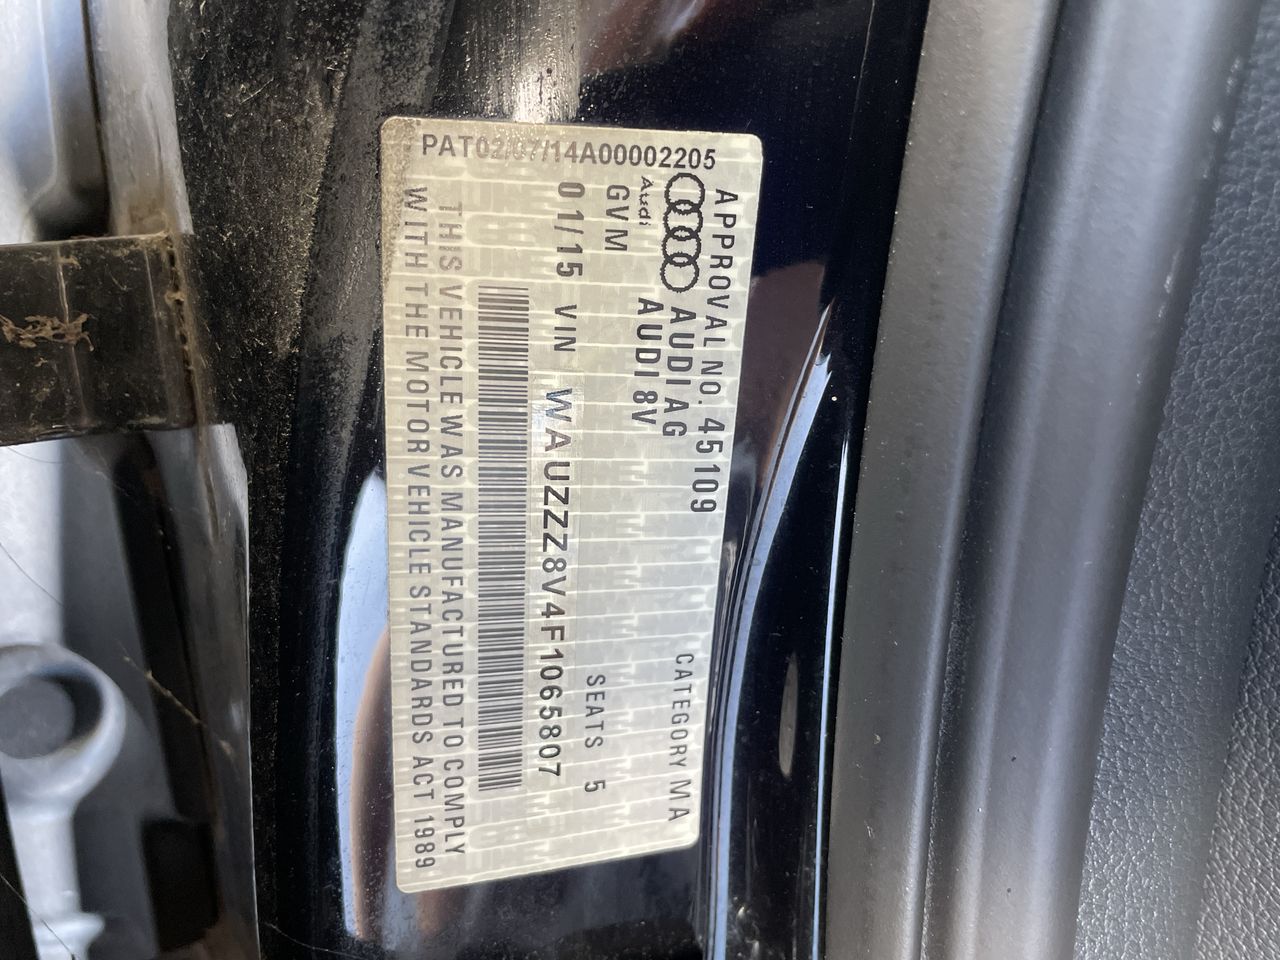 PAT02/07/14A00002205
APPROVAL NO. 45109
Audi AUDI AG CATEGORY MA
GVM AUDI 8V
SEATS 5
01/15 VIN WAUZZZ8V4F1065807
THIS VEHICLE WAS MANUFACTURED TO COMPLY
WITH THE MOTOR VEHICLE STANDARDS ACT 1989